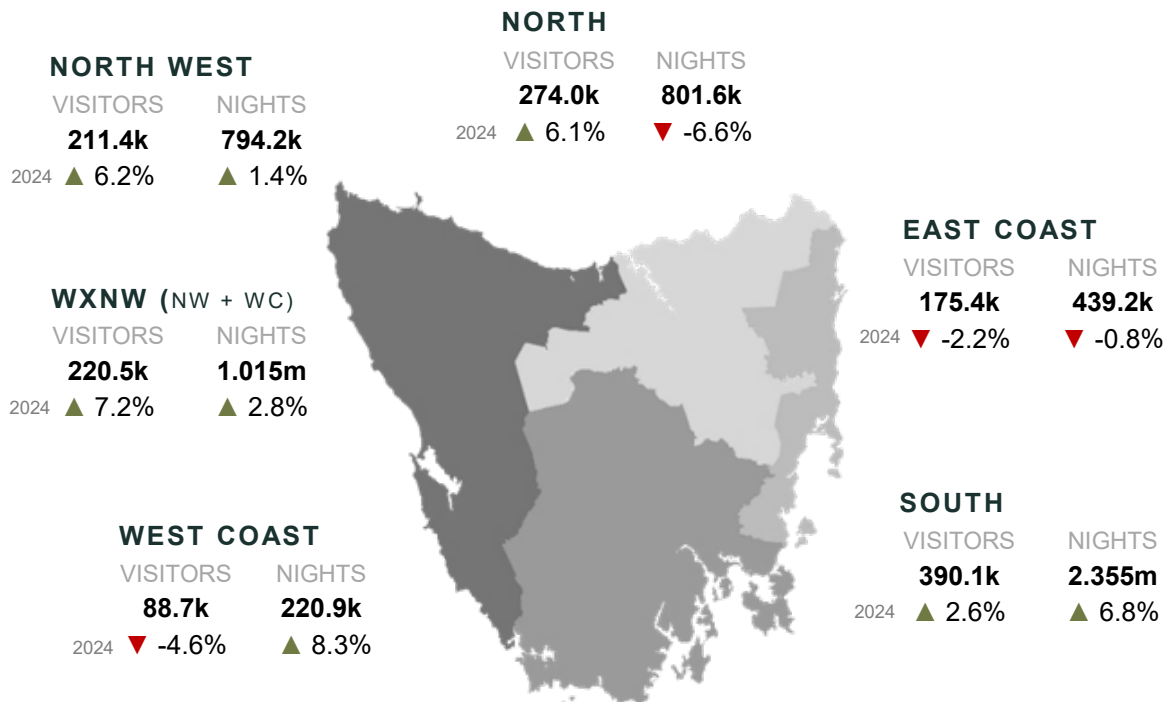 NORTH
VISITORS NIGHTS
274.0k 801.6k
2024 ▲ 6.1% ▼ -6.6%
NORTH WEST
VISITORS NIGHTS
211.4k 794.2k
2024 ▲ 6.2% ▲ 1.4%
EAST COAST
VISITORS NIGHTS
175.4k 439.2k
2024 ▼ -2.2% ▼ -0.8%
WXNW (NW + WC)
VISITORS NIGHTS
220.5k 1.015m
2024 ▲ 7.2% ▲ 2.8%
SOUTH
VISITORS NIGHTS
390.1k 2.355m
2024 ▲ 2.6% ▲ 6.8%
WEST COAST
VISITORS NIGHTS
88.7k 220.9k
2024 ▼ -4.6% ▲ 8.3%